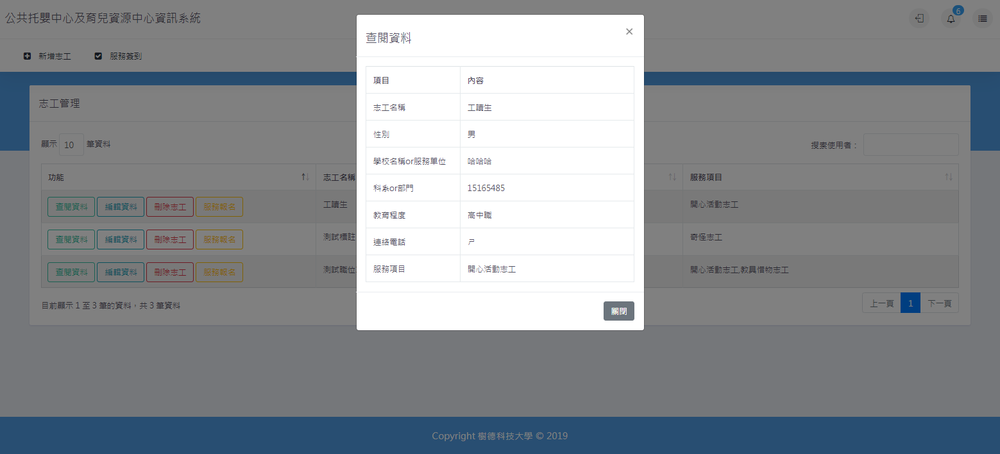 公共托嬰中心及育兒資源中心資訊系統
6
新增志工 服務簽到
志工管理
顯示 10 筆資料
搜索使用者：
功能 志工名稱 服務項目
查閱資料 編輯資料 刪除志工 服務報名 工讀生 開心活動志工
查閱資料 編輯資料 刪除志工 服務報名 測試標註 奇怪志工
查閱資料 編輯資料 刪除志工 服務報名 測試職位 開心活動志工,教具惜物志工
目前顯示 1 至 3 筆的資料，共 3 筆資料
上一頁 1 下一頁
查閱資料 ×
項目 內容
志工名稱 工讀生
性別 男
學校名稱or服務單位 哈哈哈
科系or部門 15165485
教育程度 高中職
連絡電話 ㄕ
服務項目 開心活動志工
關閉
Copyright 樹德科技大學 © 2019